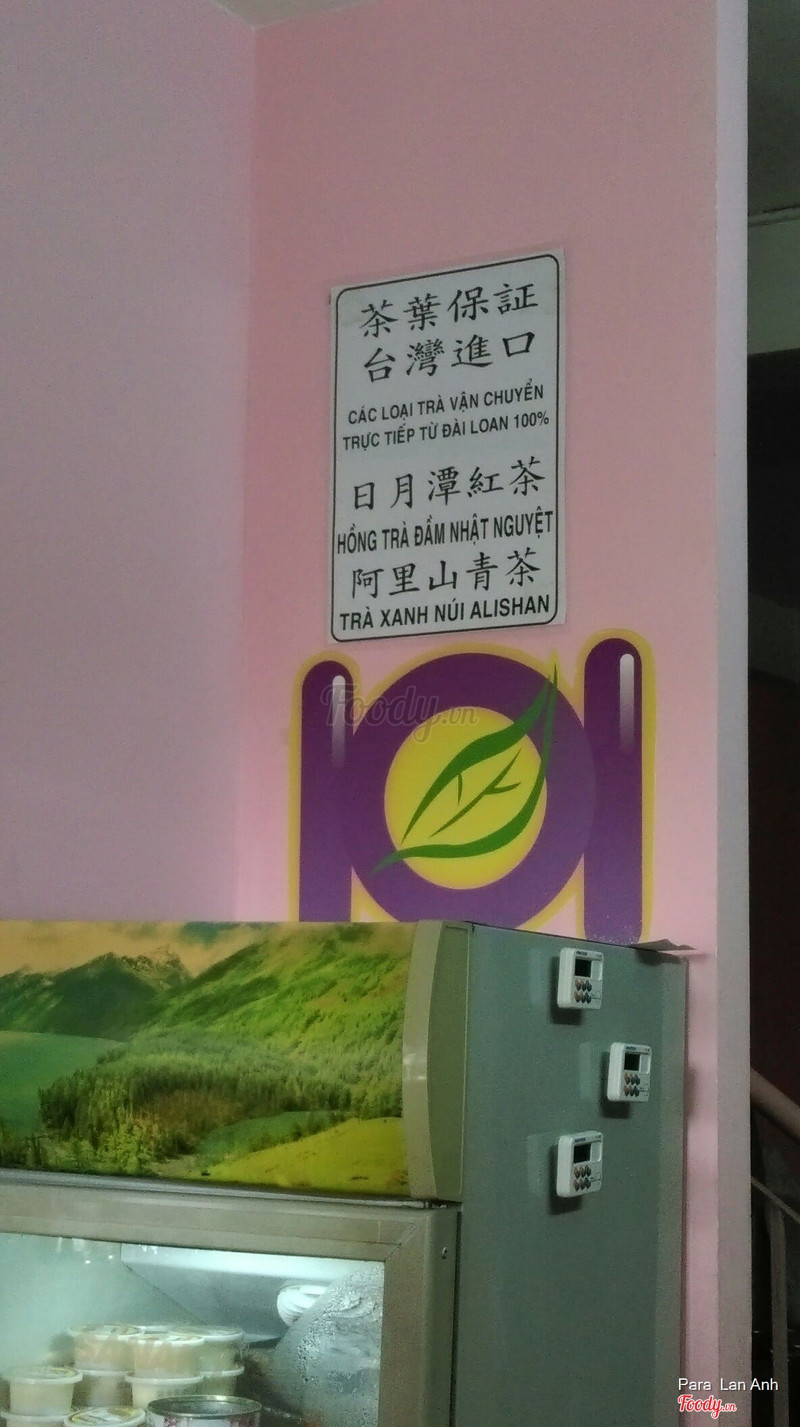 茶葉保証
台灣進口
CÁC LOẠI TRÀ VẬN CHUYỂN
TRỰC TIẾP TỪ ĐÀI LOAN 100%
日月潭紅茶
HỒNG TRÀ ĐẦM NHẬT NGUYỆT
阿里山青茶
TRÀ XANH NÚI ALISHAN
Foody.vn
Para Lan Anh
Foody.vn